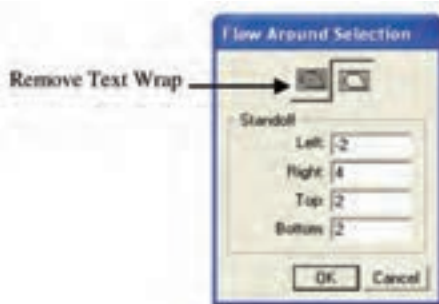 Flow Around Selection
Remove Text Wrap
Standoff
Left: -2
Right: 4
Top: 2
Bottom: 2
OK Cancel